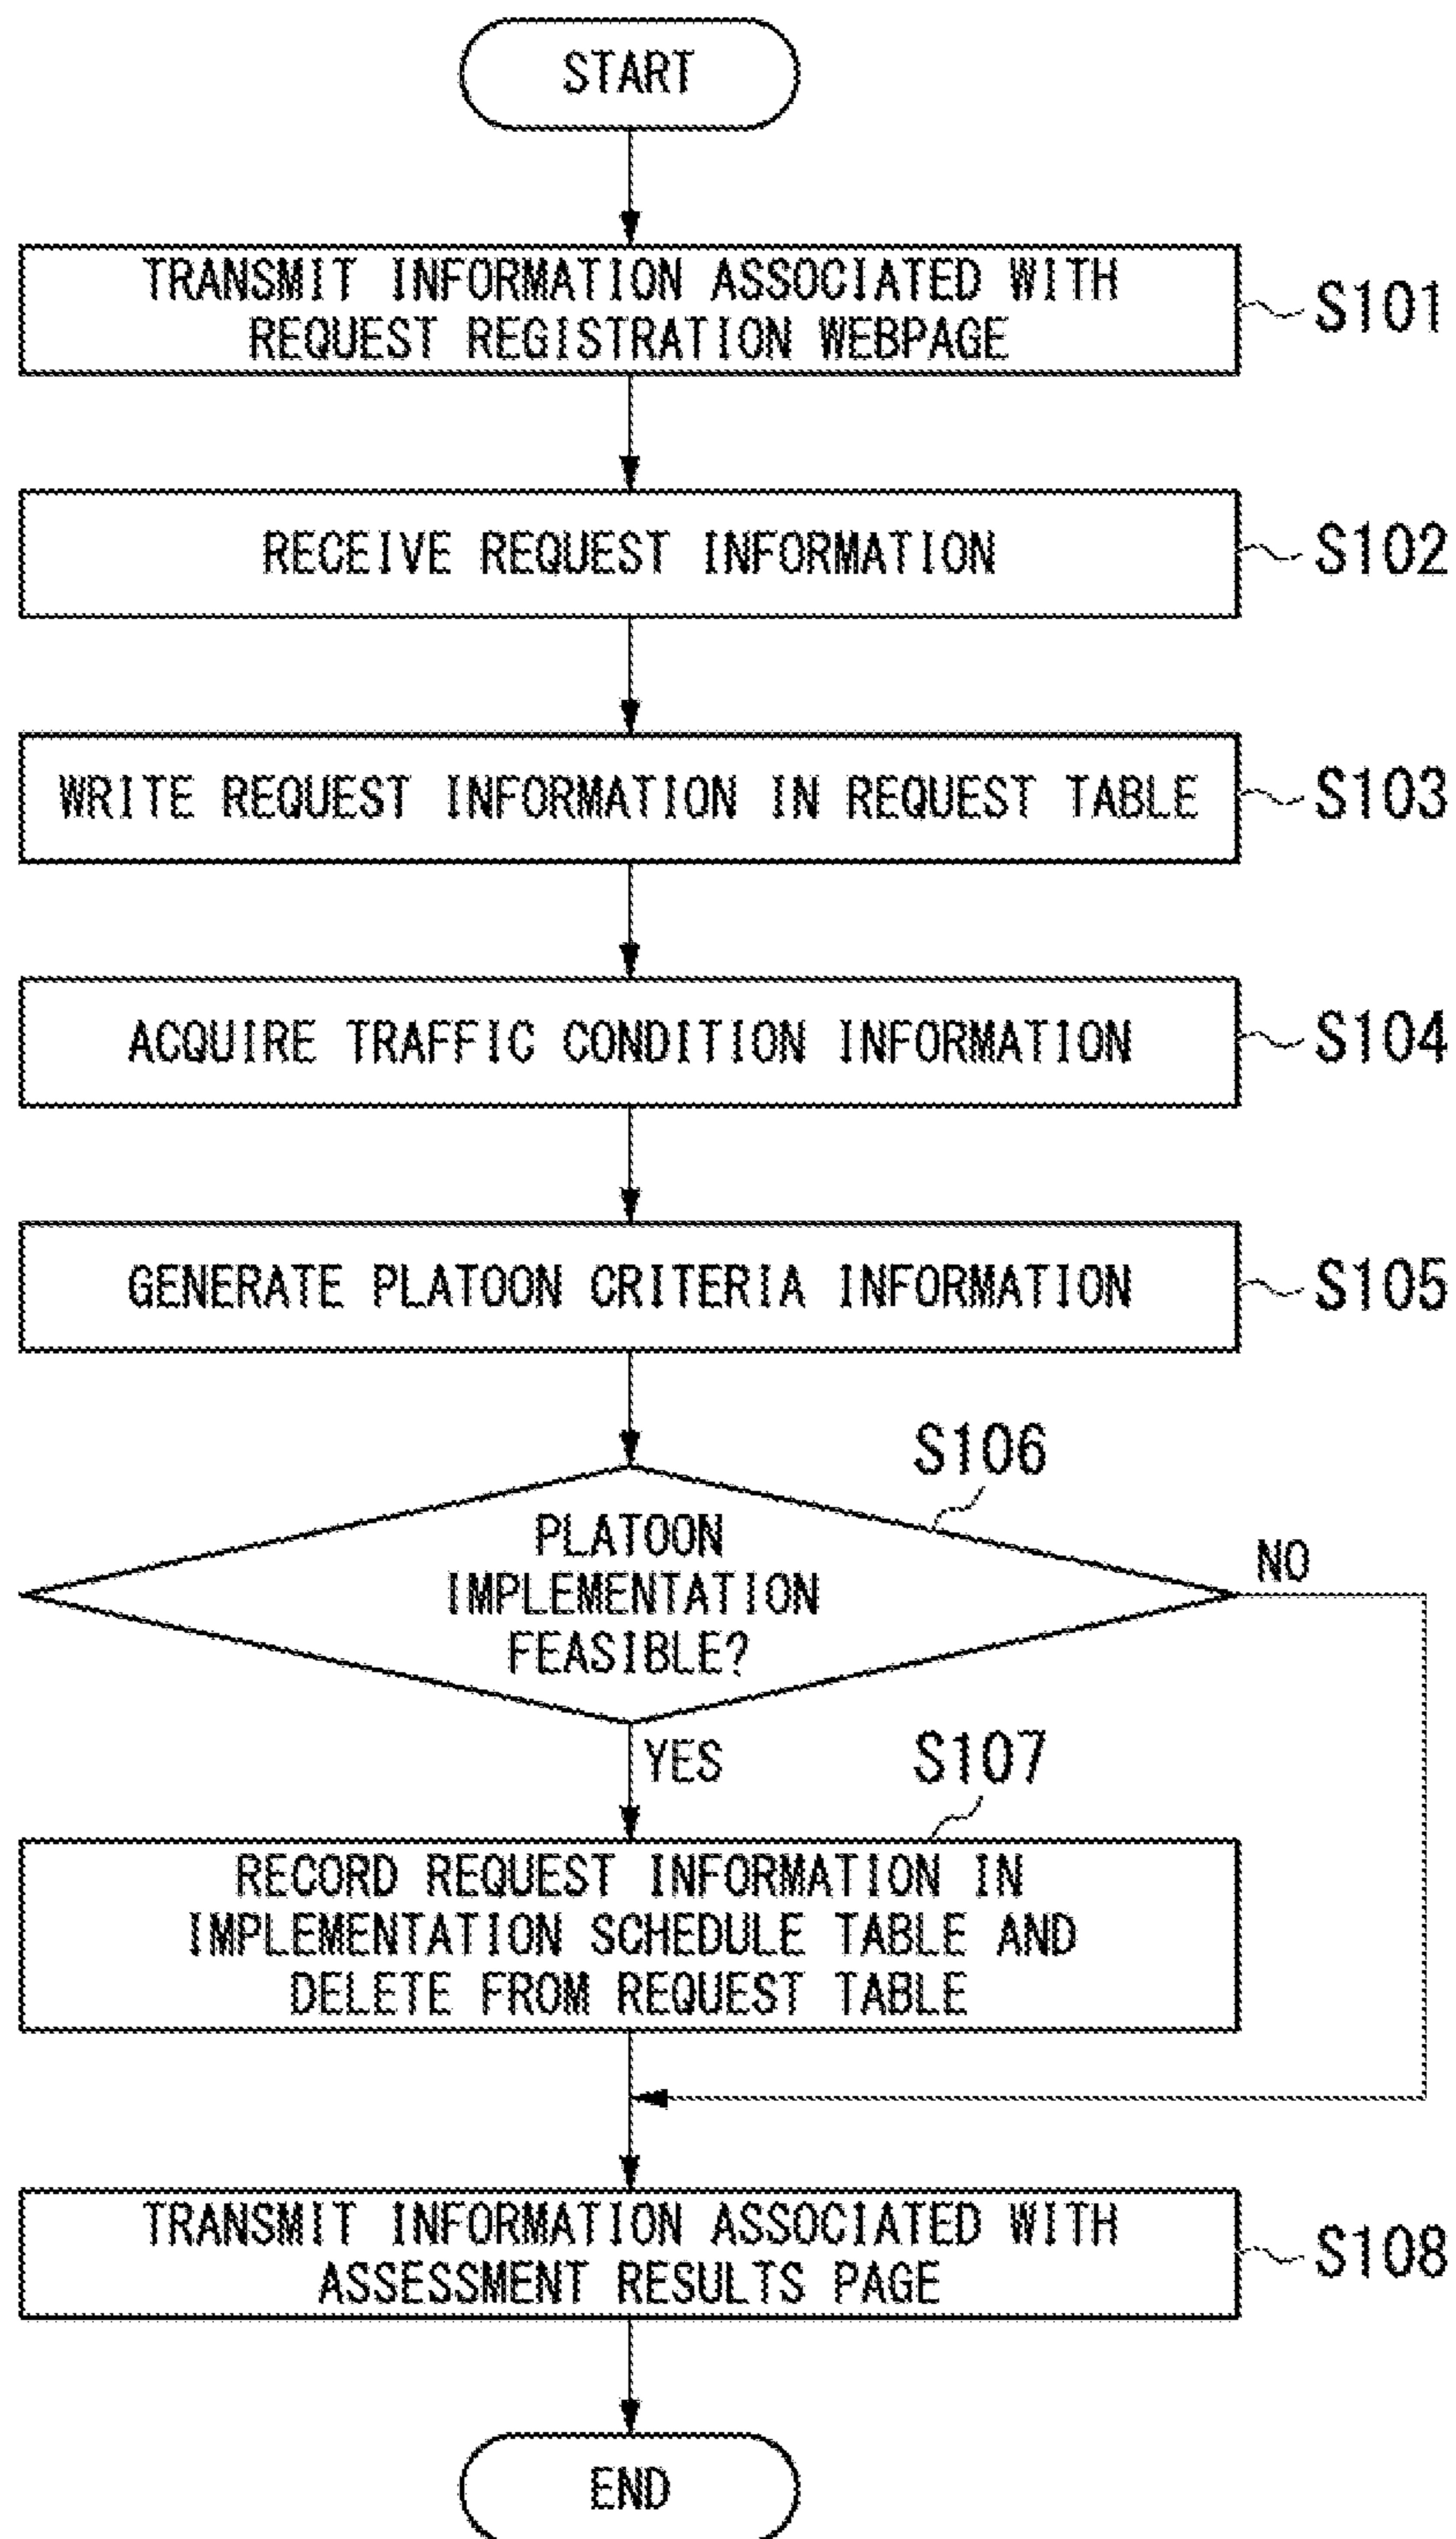 START
TRANSMIT INFORMATION ASSOCIATED WITH
REQUEST REGISTRATION WEBPAGE
S101
RECEIVE REQUEST INFORMATION
S102
WRITE REQUEST INFORMATION IN REQUEST TABLE
S103
ACQUIRE TRAFFIC CONDITION INFORMATION
S104
GENERATE PLATOON CRITERIA INFORMATION
S105
S106
PLATOON
IMPLEMENTATION
FEASIBLE?
NO
YES
S107
RECORD REQUEST INFORMATION IN
IMPLEMENTATION SCHEDULE TABLE AND
DELETE FROM REQUEST TABLE
TRANSMIT INFORMATION ASSOCIATED WITH
ASSESSMENT RESULTS PAGE
S108
END